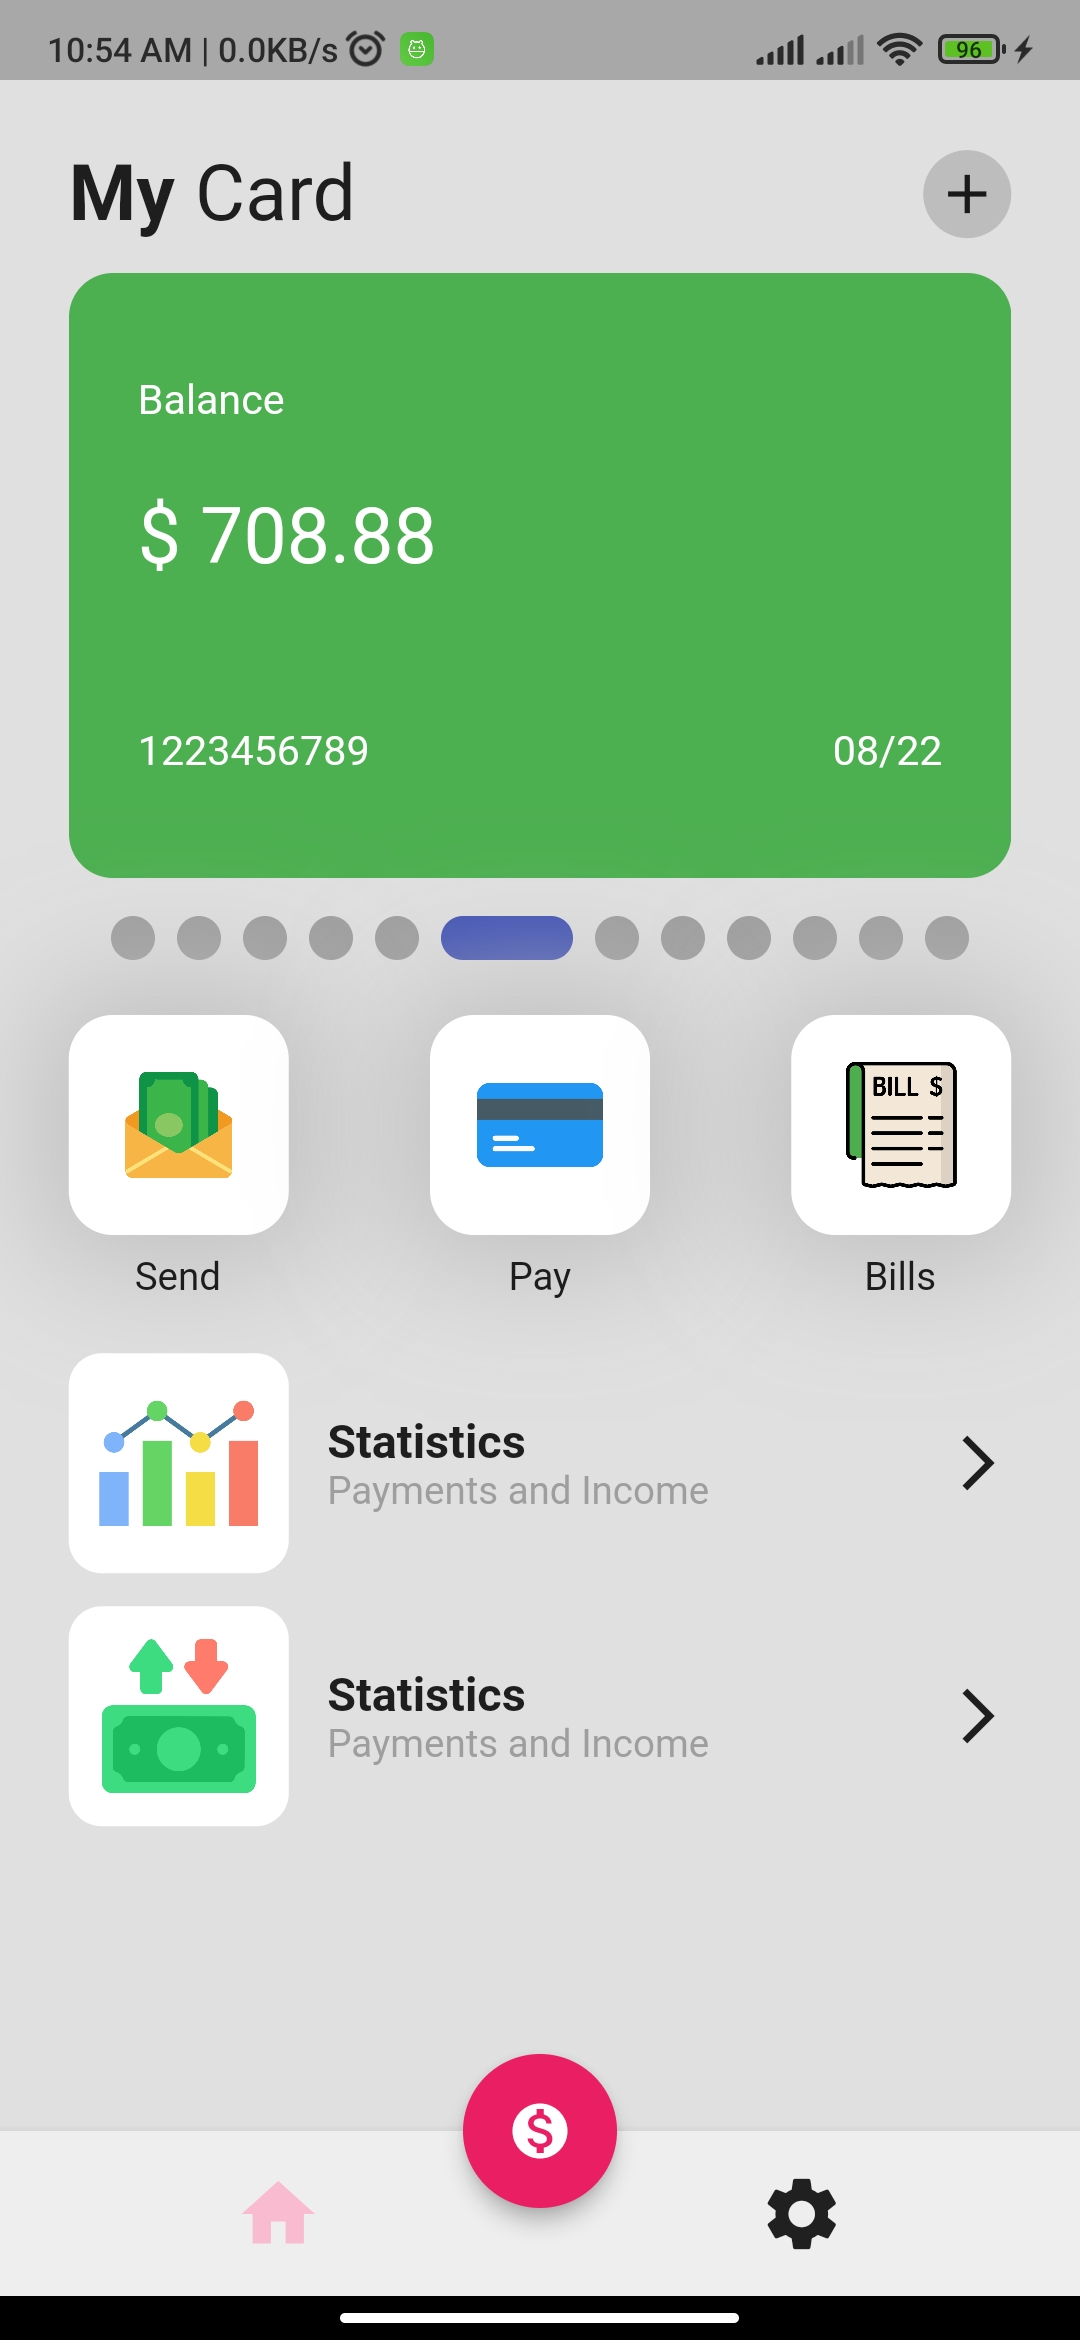 10:54 AM | 0.0KB/s
96
My Card
Balance
$ 708.88
1223456789 08/22
BILL $
Send Pay Bills
Statistics
Payments and Income
Statistics
Payments and Income
$